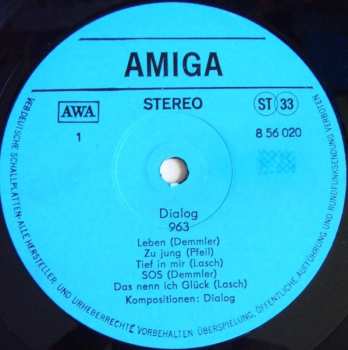 AMIGA
AWA
STEREO
ST 33
1
8 56 020
Dialog
963
Leben (Demmler)
Zu jung (Pfeil)
Tief in mir (Lasch)
SOS (Demmler)
Das nenn ich Glück (Lasch)
Kompositionen: Dialog
VEB DEUTSCHE SCHALLPLATTEN·ALLE HERSTELLER- UND URHEBERRECHTE VORBEHALTEN ÜBERSPIELUNG, ÖFFENTLICHE AUFFÜHRUNG UND RUNDFUNKSENDUNG VERBOTEN